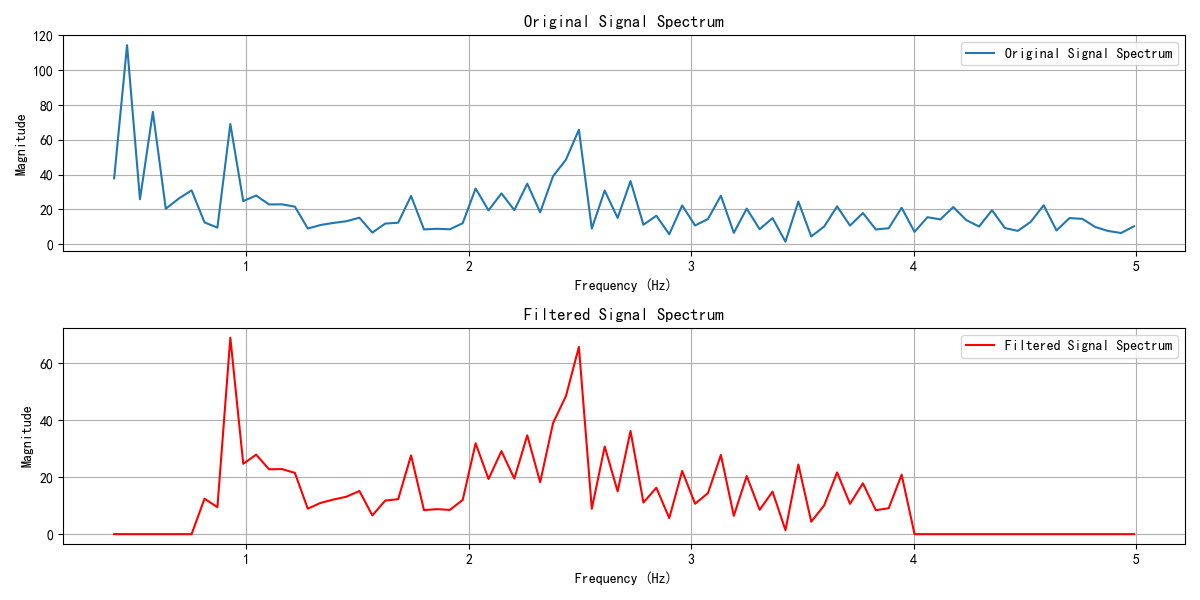 Original Signal Spectrum
120
100
80
60
40
20
0
Magnitude
Original Signal Spectrum
1 2 3 4 5
Frequency (Hz)
Filtered Signal Spectrum
60
40
20
0
Magnitude
Filtered Signal Spectrum
1 2 3 4 5
Frequency (Hz)